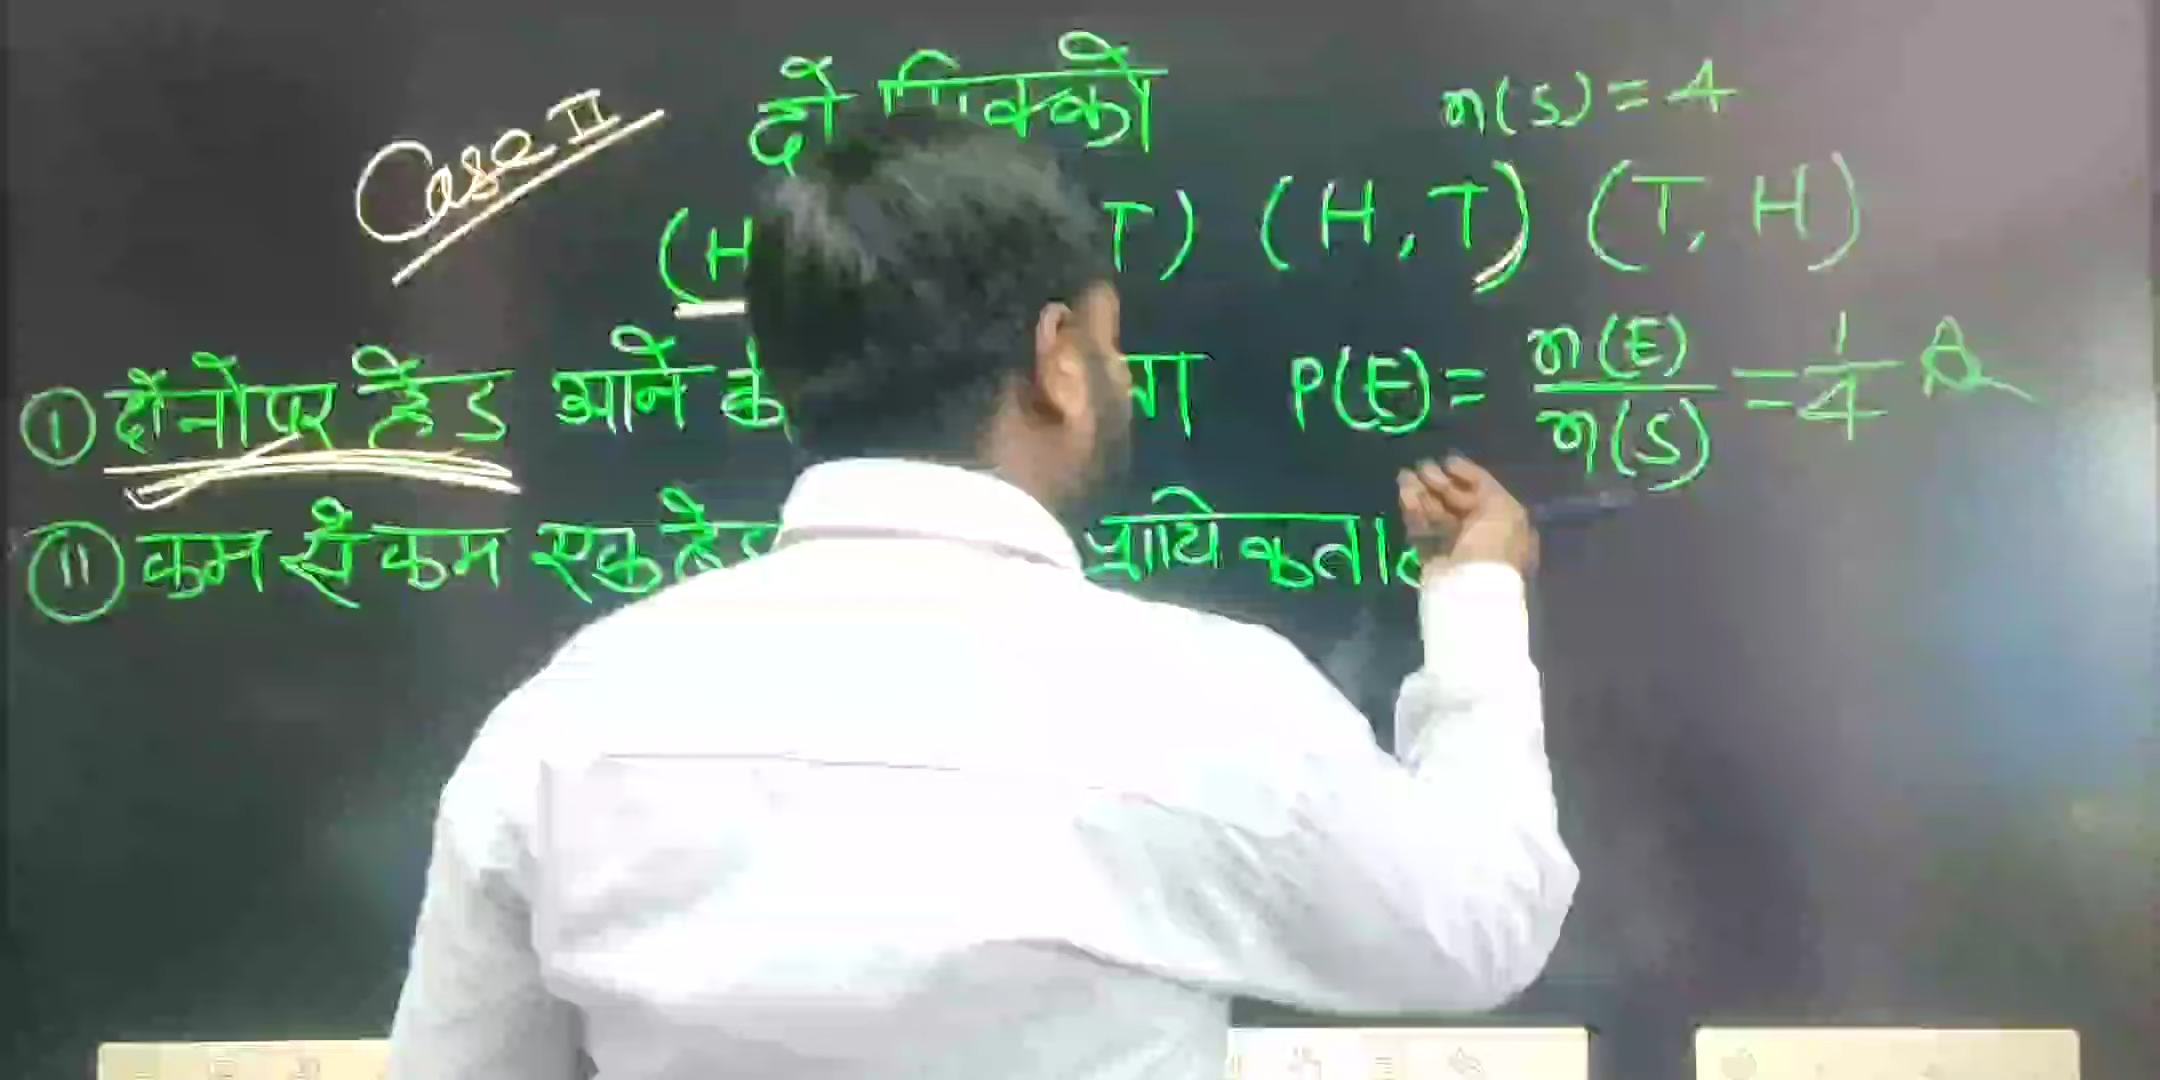 Case II
दो सिक्को
n(S) = 4
(H T) (H, T) (T, H)
① दोनों पर हेड आने के P(E) = n(E)/n(S) = 1/4 A
⑪ कम से कम एक हेड प्रायिकता